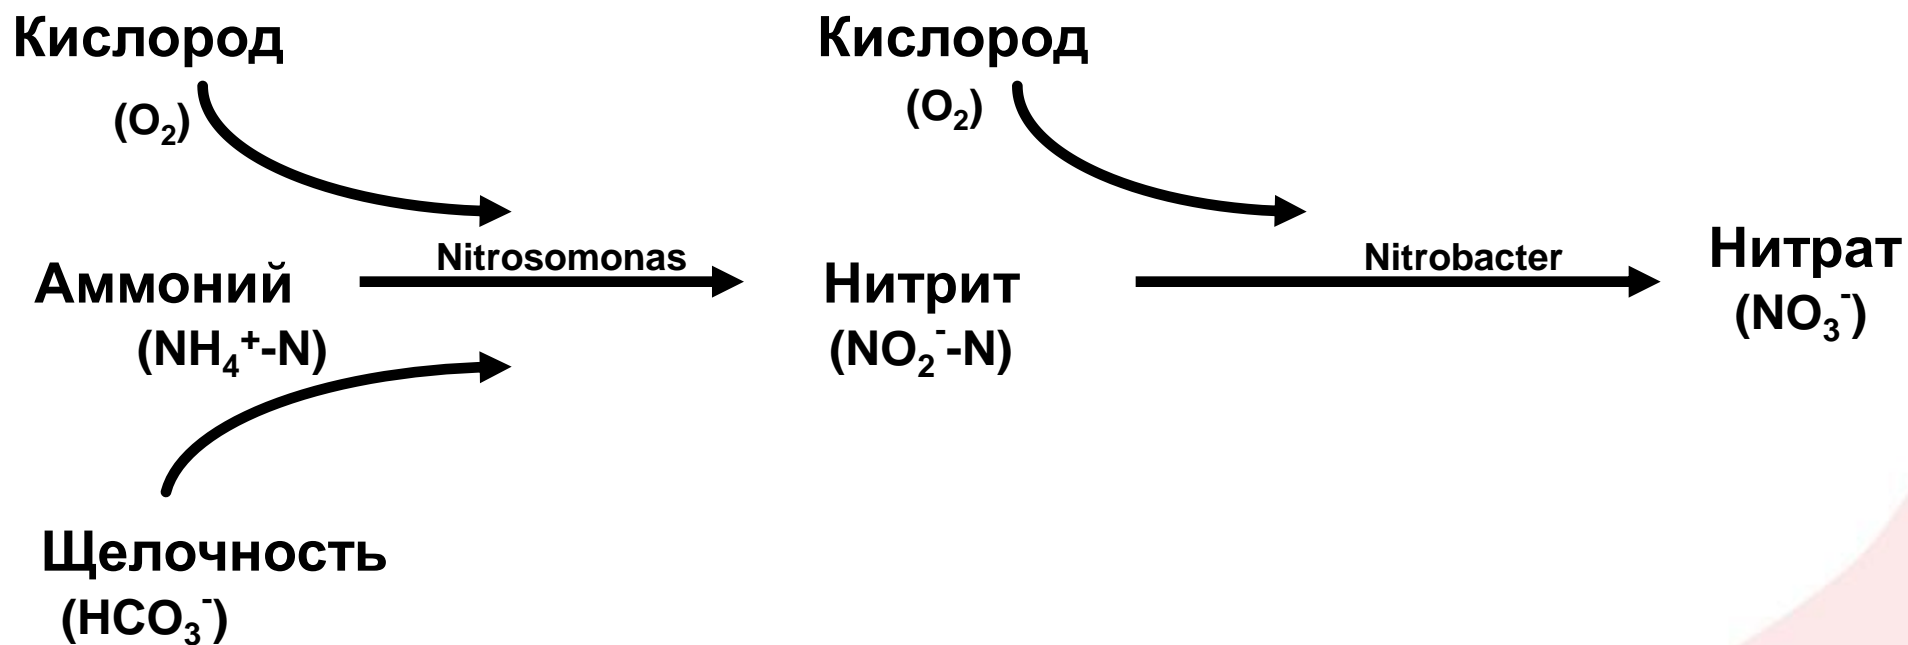 Кислород
(O₂)
Кислород
(O₂)
Nitrosomonas
Аммоний
(NH₄⁺-N)
Нитрит
(NO₂⁻-N)
Nitrobacter
Нитрат
(NO₃⁻)
Щелочность
(HCO₃⁻)